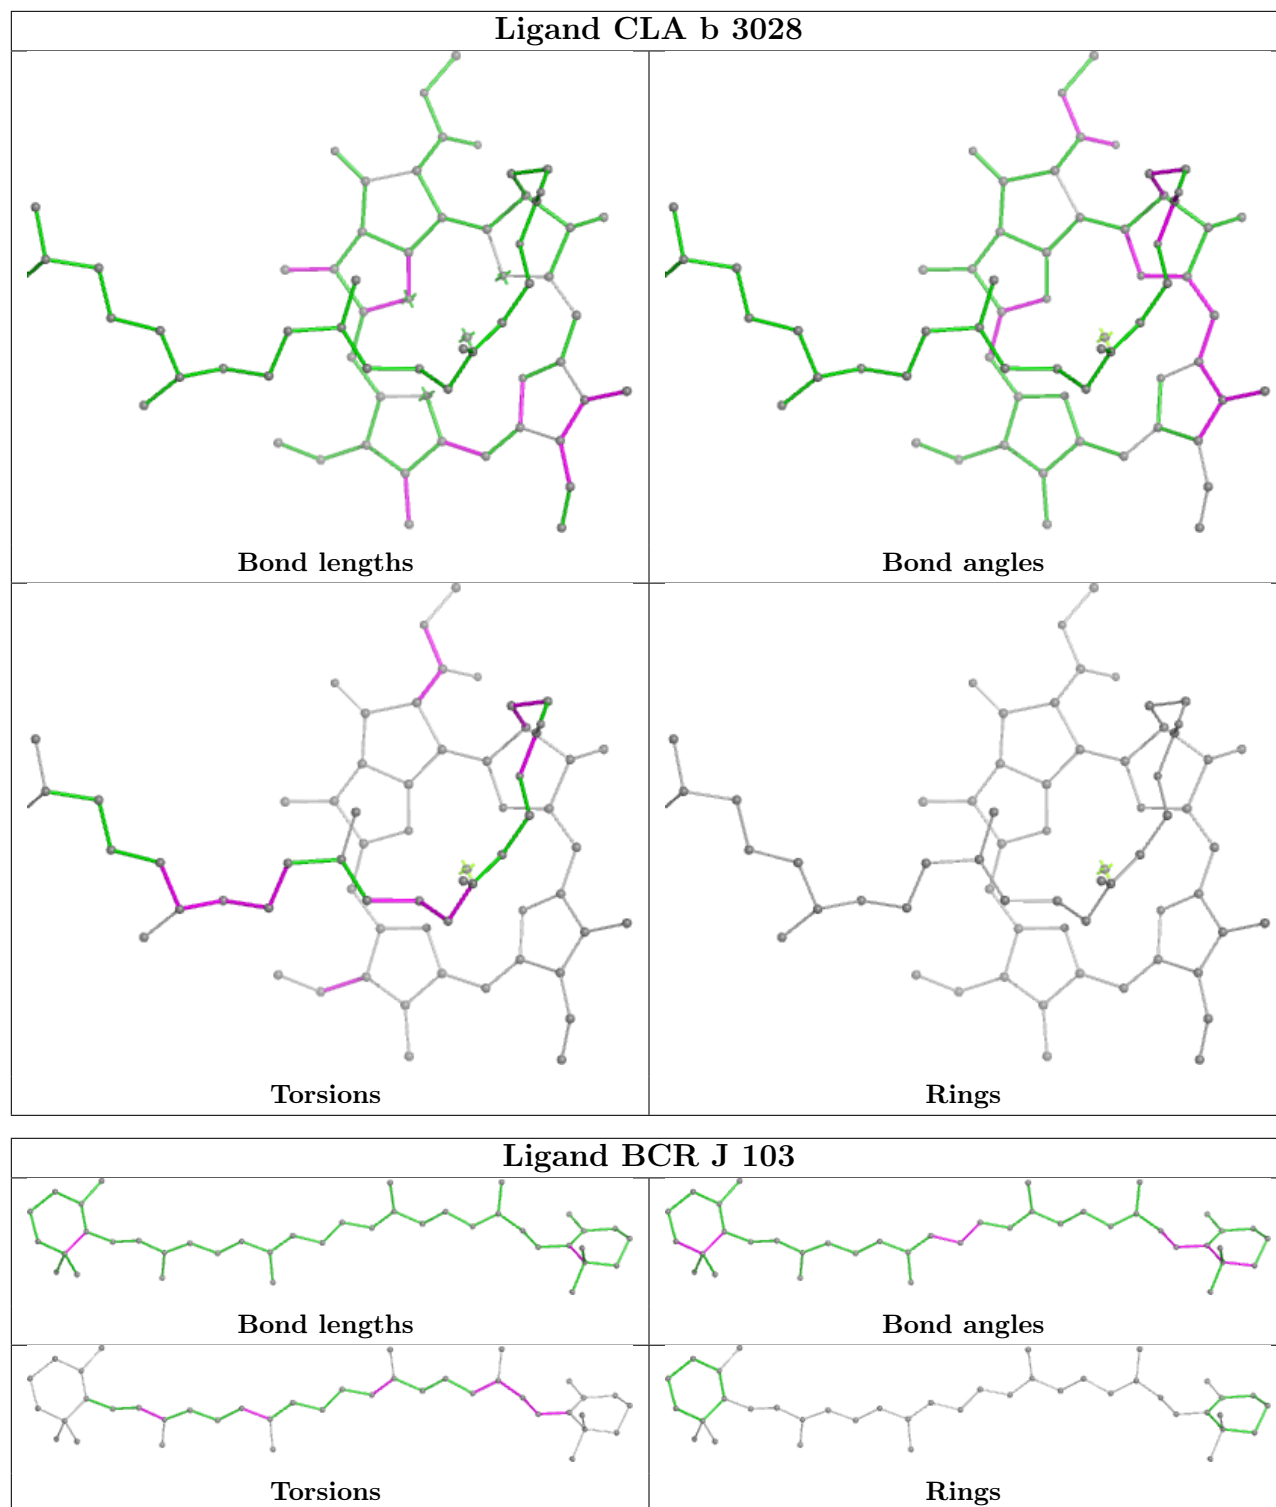 Ligand CLA b 3028
Bond lengths
Bond angles
Torsions
Rings
Ligand BCR J 103
Bond lengths
Bond angles
Torsions
Rings